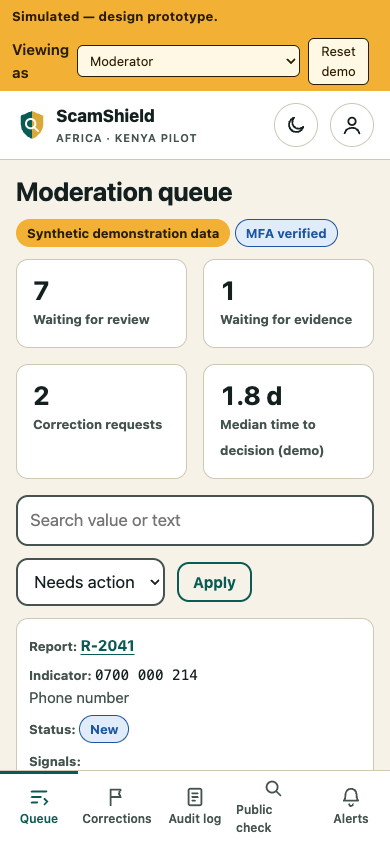 Simulated — design prototype.
Viewing as
Moderator
Reset demo
ScamShield
AFRICA · KENYA PILOT
Moderation queue
Synthetic demonstration data
MFA verified
7
Waiting for review
1
Waiting for evidence
2
Correction requests
1.8 d
Median time to
decision (demo)
Search value or text
Needs action
Apply
Report: R-2041
Indicator: 0700 000 214
Phone number
Status: New
Signals:
Queue
Corrections
Audit log
Public check
Alerts